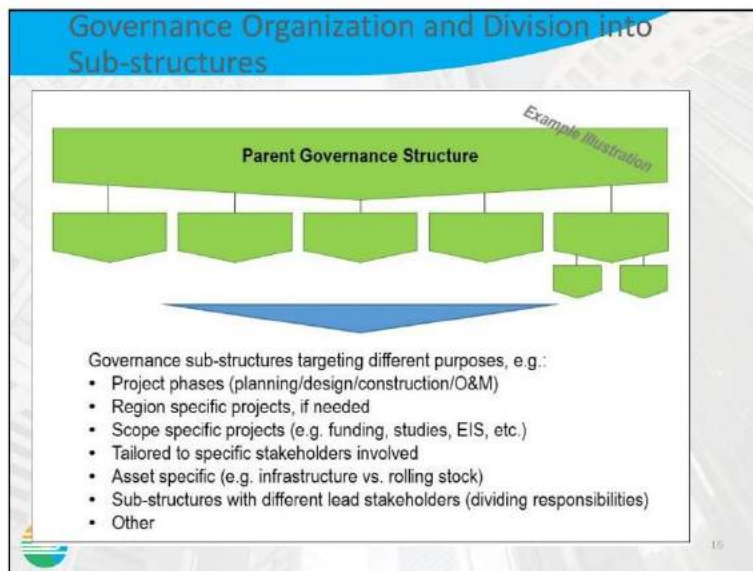 Governance Organization and Division into
Sub-structures
Example Illustration
Parent Governance Structure
Governance sub-structures targeting different purposes, e.g.:
• Project phases (planning/design/construction/O&M)
• Region specific projects, if needed
• Scope specific projects (e.g. funding, studies, EIS, etc.)
• Tailored to specific stakeholders involved
• Asset specific (e.g. infrastructure vs. rolling stock)
• Sub-structures with different lead stakeholders (dividing responsibilities)
• Other
16